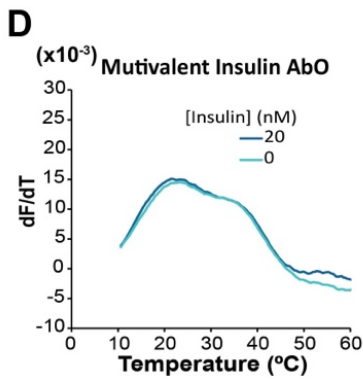 D
(x10⁻³) Mutivalent Insulin AbO
[Insulin] (nM)
20
0
dF/dT
30
25
20
15
10
5
0
-5
-10
0 10 20 30 40 50 60
Temperature (ºC)